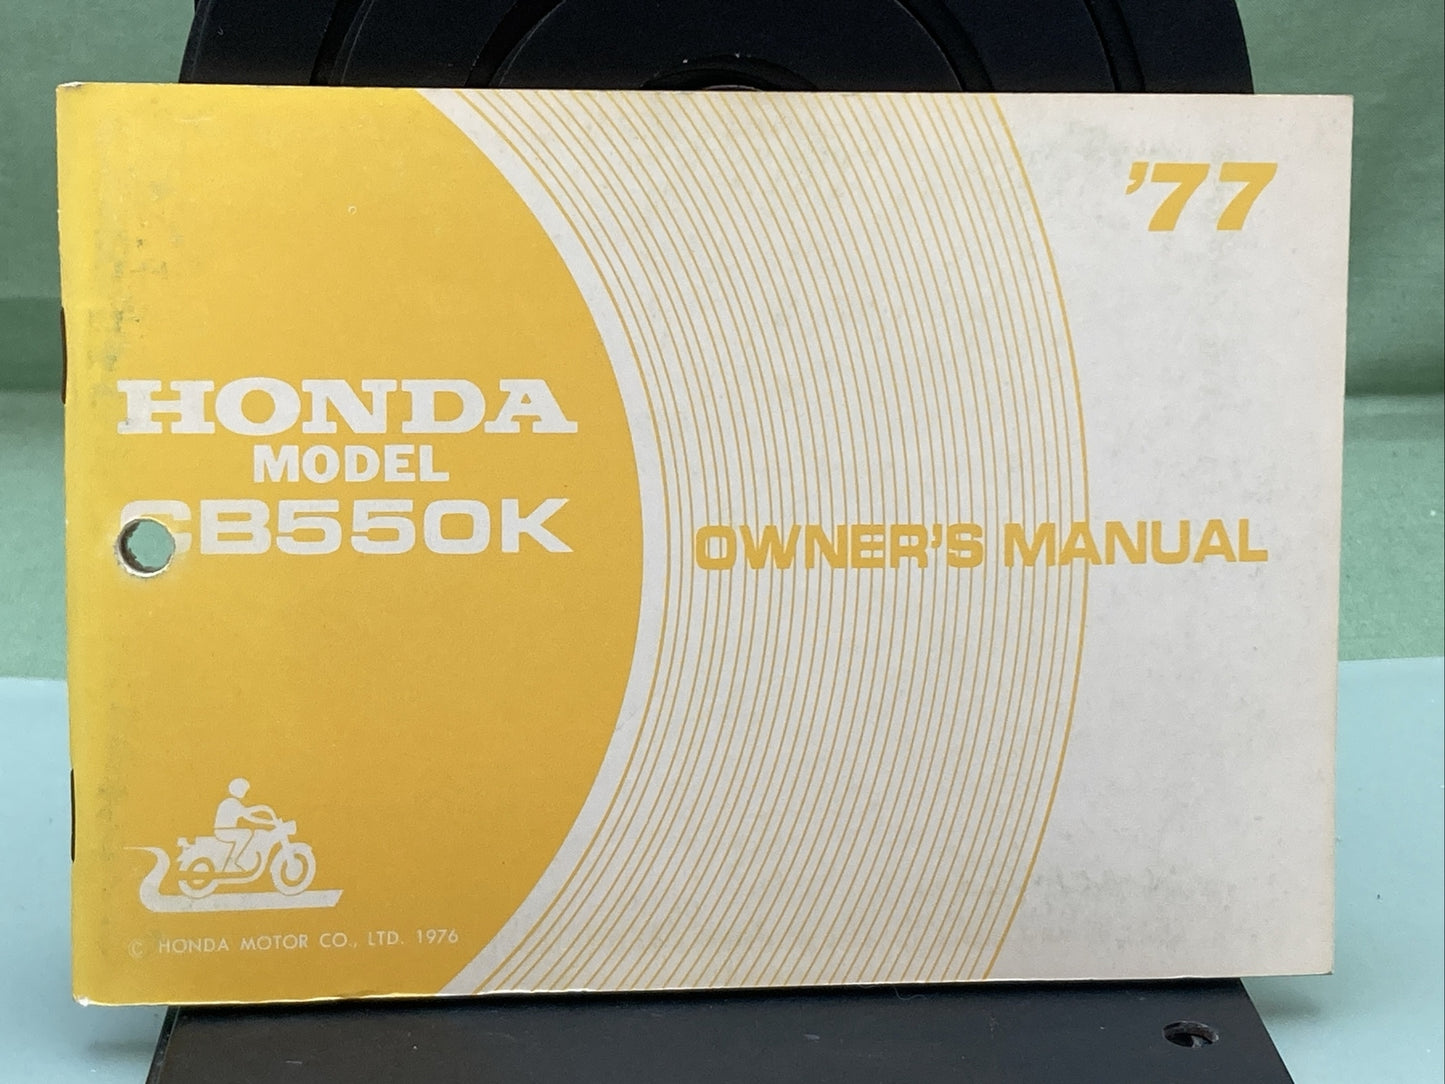 '77
HONDA
MODEL
CB550K
OWNER'S MANUAL
© HONDA MOTOR CO., LTD. 1976